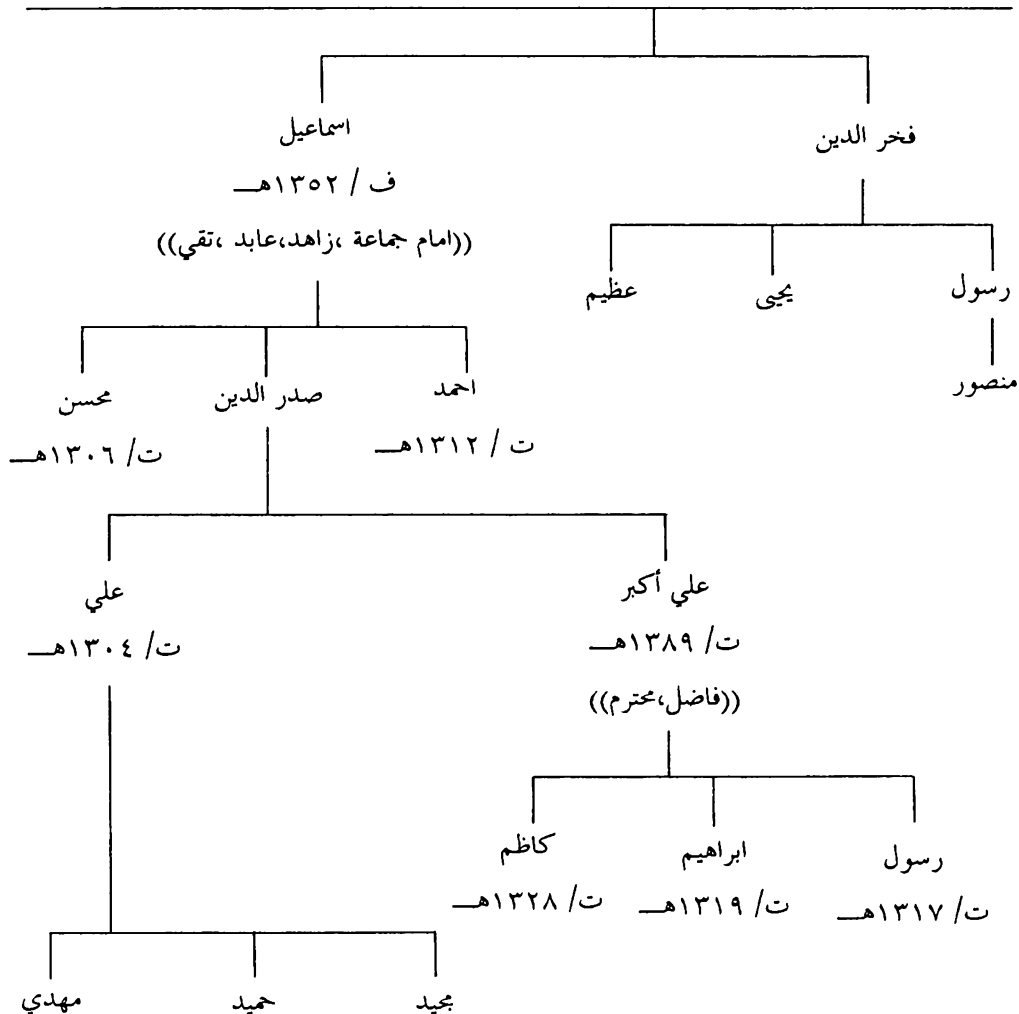 فخر الدين
اسماعيل
ف / ١٣٥٢هـ
((امام جماعة ،زاهد،عابد ،تقي))
رسول
يحيى
عظيم
منصور
احمد
صدر الدين
محسن
ت / ١٣١٢هـ
ت/ ١٣٠٦هـ
علي أكبر
علي
ت/ ١٣٨٩هـ
ت/ ١٣٠٤هـ
((فاضل،محترم))
رسول
ابراهيم
كاظم
ت/ ١٣١٧هـ
ت/ ١٣١٩هـ
ت/ ١٣٢٨هـ
مجيد
حميد
مهدي